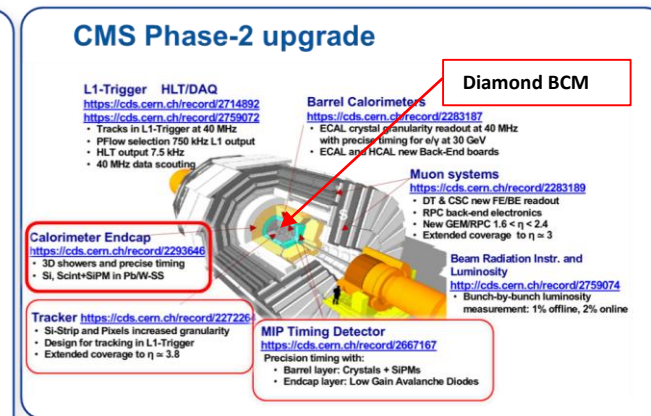 CMS Phase-2 upgrade
Diamond BCM
L1-Trigger HLT/DAQ
https://cds.cern.ch/record/2714892
https://cds.cern.ch/record/2759072
• Tracks in L1-Trigger at 40 MHz
• PFlow selection 750 kHz L1 output
• HLT output 7.5 kHz
• 40 MHz data scouting
Barrel Calorimeters
https://cds.cern.ch/record/2283187
• ECAL crystal granularity readout at 40 MHz
with precise timing for e/γ at 30 GeV
• ECAL and HCAL new Back-End boards
Muon systems
https://cds.cern.ch/record/2283189
• DT & CSC new FE/BE readout
• RPC back-end electronics
• New GEM/RPC 1.6 < η < 2.4
• Extended coverage to η ≃ 3
Calorimeter Endcap
https://cds.cern.ch/record/2293646
• 3D showers and precise timing
• Si, Scint+SiPM in Pb/W-SS
Beam Radiation Instr. and
Luminosity
http://cds.cern.ch/record/2759074
• Bunch-by-bunch luminosity
measurement: 1% offline, 2% online
Tracker https://cds.cern.ch/record/2272264
• Si-Strip and Pixels increased granularity
• Design for tracking in L1-Trigger
• Extended coverage to η ≃ 3.8
MIP Timing Detector
https://cds.cern.ch/record/2667167
Precision timing with:
• Barrel layer: Crystals + SiPMs
• Endcap layer: Low Gain Avalanche Diodes